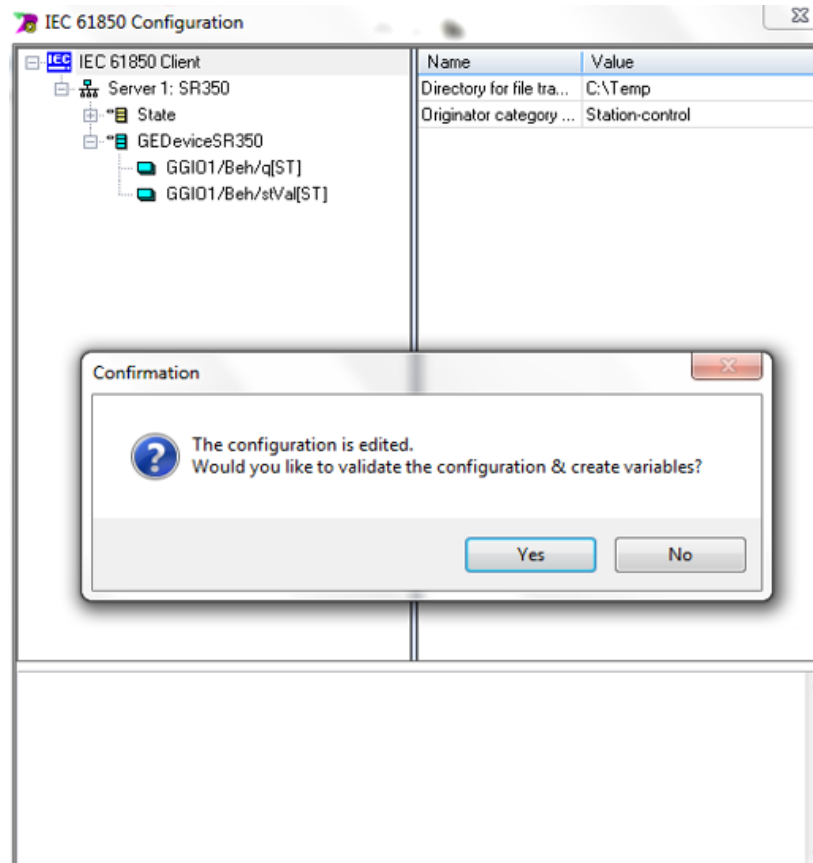 IEC 61850 Configuration
IEC IEC 61850 Client
Name Value
Server 1: SR350
Directory for file tra... C:\Temp
State
Originator category ... Station-control
GEDeviceSR350
GGIO1/Beh/q[ST]
GGIO1/Beh/stVal[ST]
Confirmation
The configuration is edited.
Would you like to validate the configuration & create variables?
Yes No